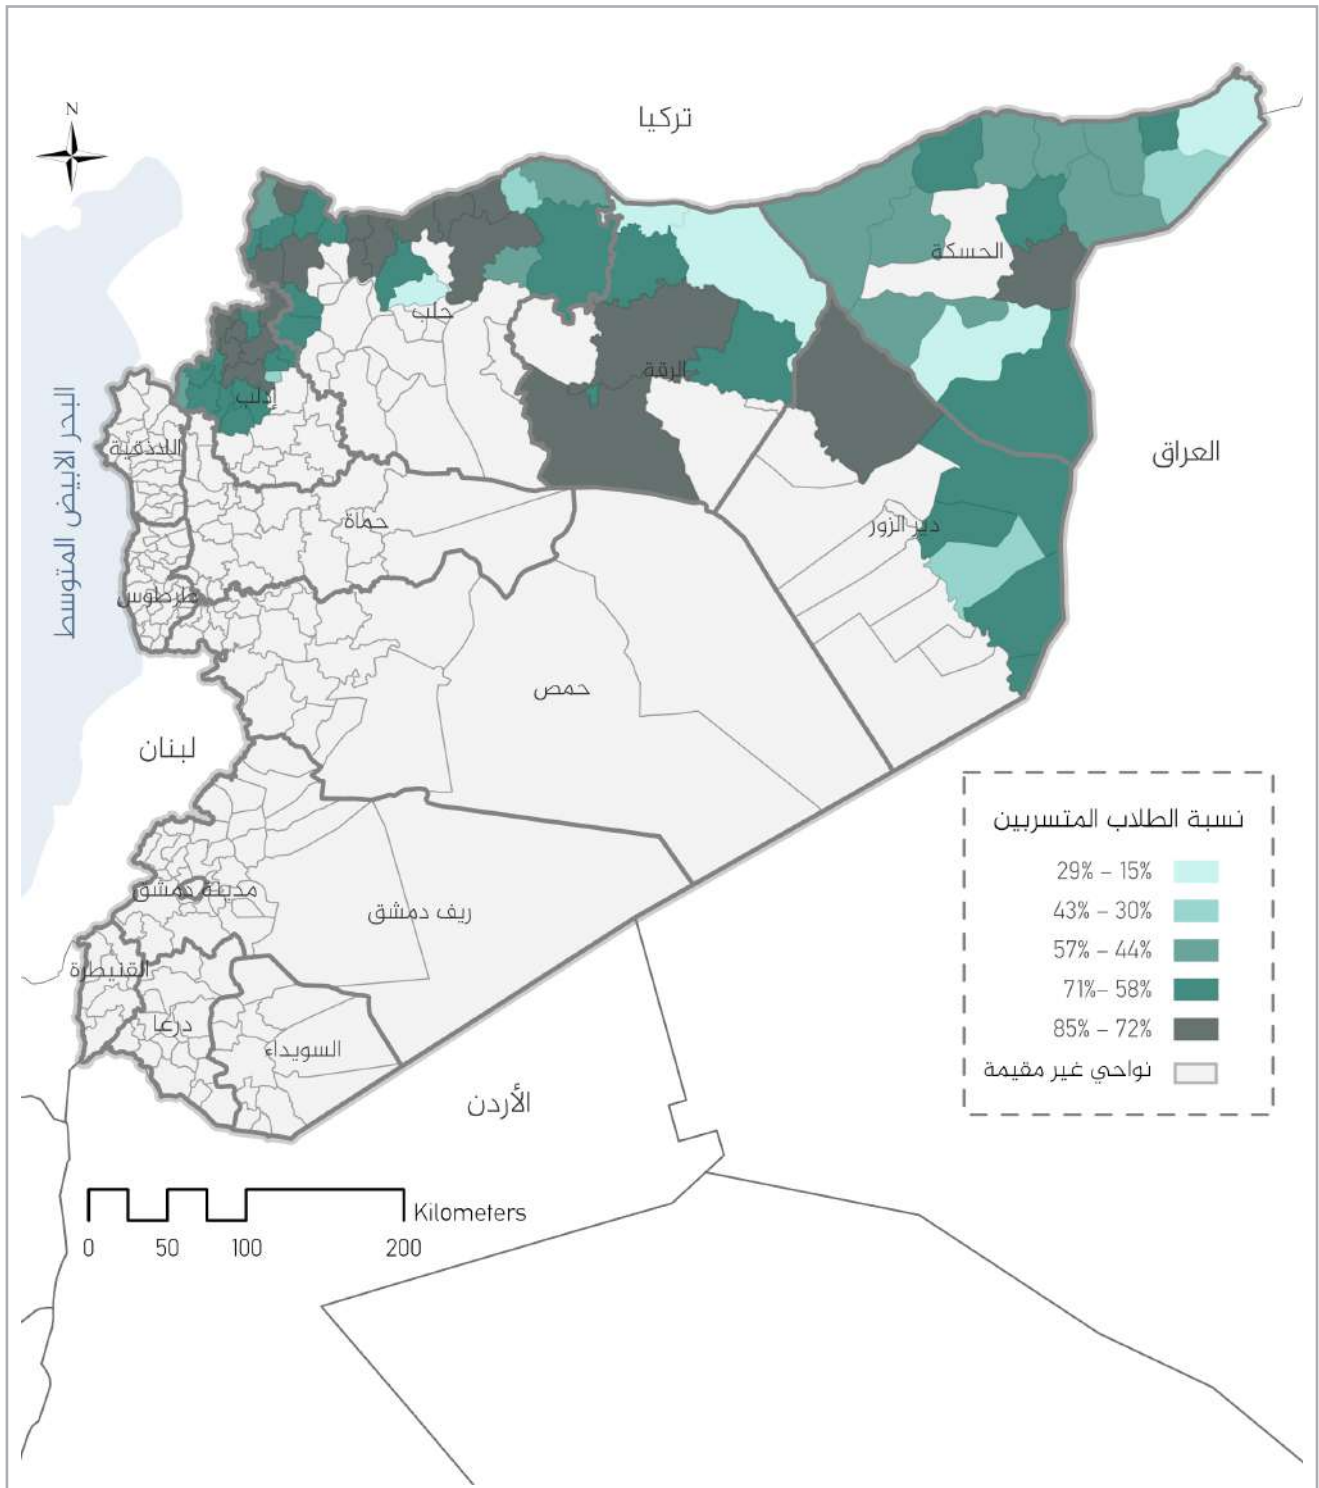 N
تركيا
الحسكة
حلب
الرقة
إدلب
البحر الابيض المتوسط
اللاذقية
العراق
حماة
دير الزور
طرطوس
حمص
لبنان
نسبة الطلاب المتسربين
29% – 15%
43% – 30%
57% – 44%
71%– 58%
85% – 72%
نواحي غير مقيمة
مدينة دمشق
ريف دمشق
القنيطرة
درعا
السويداء
الأردن
Kilometers
0 50 100 200